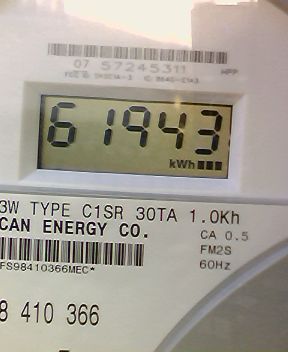 07 57245311
61943
kWh
3W TYPE C1SR 30TA 1.0Kh
CAN ENERGY CO.
CA 0.5
FM2S
FS98410366MEC*
60Hz
8 410 366